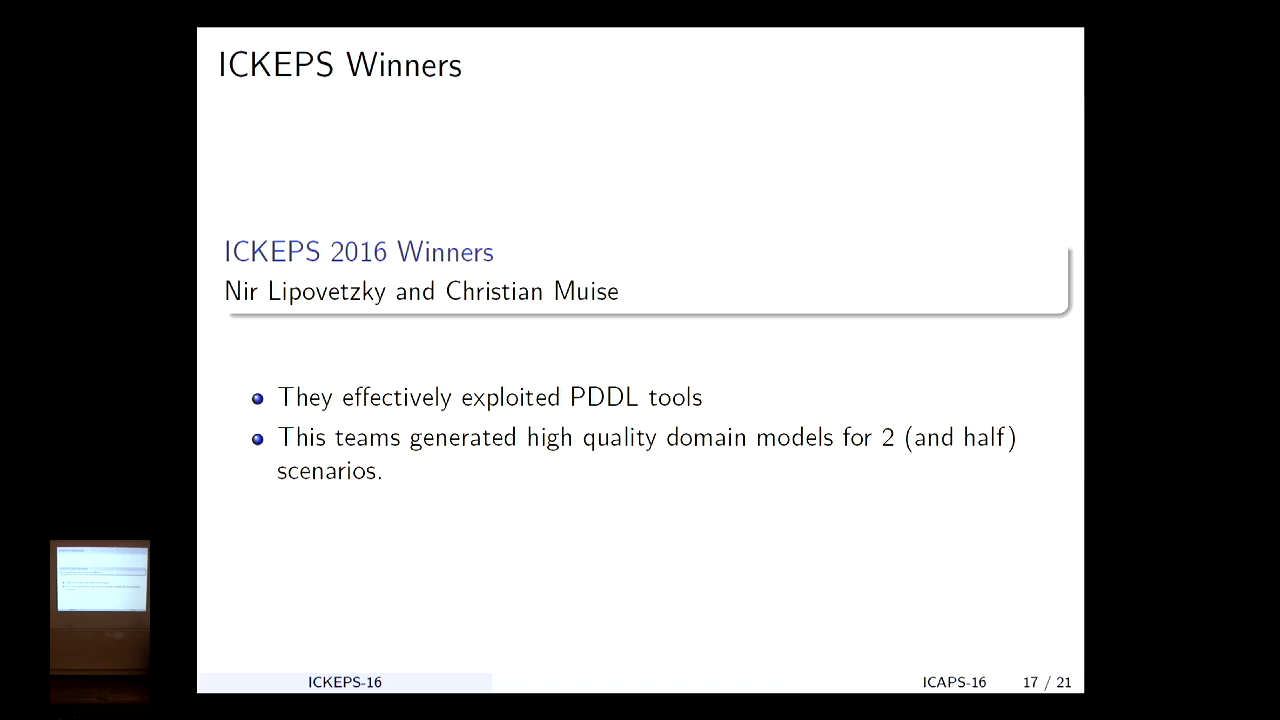 ICKEPS Winners
ICKEPS 2016 Winners
Nir Lipovetzky and Christian Muise
They effectively exploited PDDL tools
This teams generated high quality domain models for 2 (and half)
scenarios.
ICKEPS-16 ICAPS-16 17 / 21